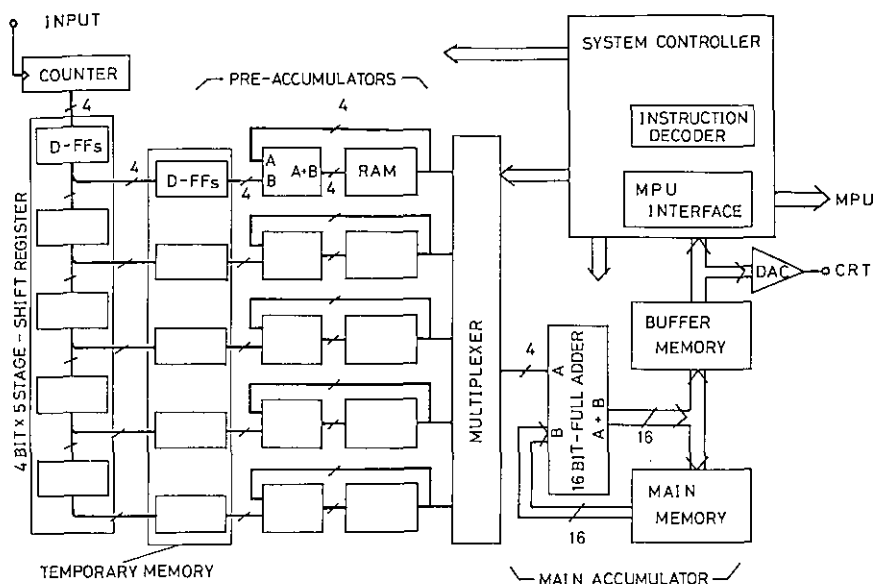 INPUT
COUNTER
4
D-FFs
4 BIT × 5 STAGE - SHIFT REGISTER
4
D-FFs
4
TEMPORARY MEMORY
PRE-ACCUMULATORS
4
A
B
A+B
4
RAM
MULTIPLEXER
SYSTEM CONTROLLER
INSTRUCTION
DECODER
MPU
INTERFACE
MPU
DAC
CRT
BUFFER
MEMORY
4
A
B
A + B
16 BIT-FULL ADDER
16
16
MAIN
MEMORY
MAIN ACCUMULATOR